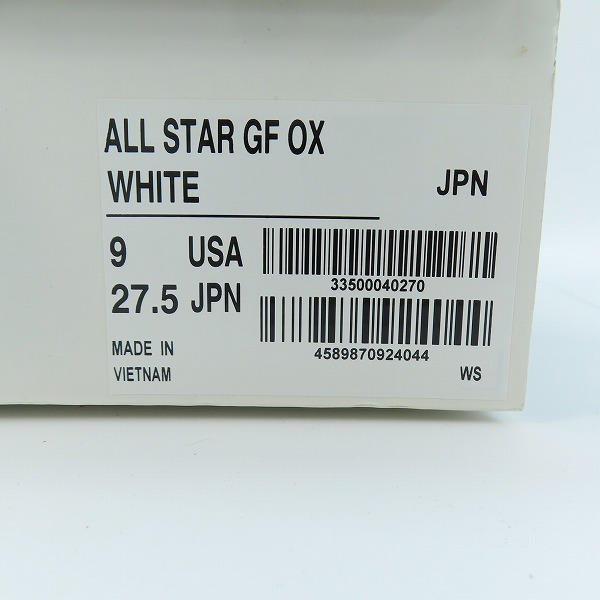 ALL STAR GF OX
WHITE JPN
9 USA
33500040270
27.5 JPN
4589870924044
MADE IN
VIETNAM WS